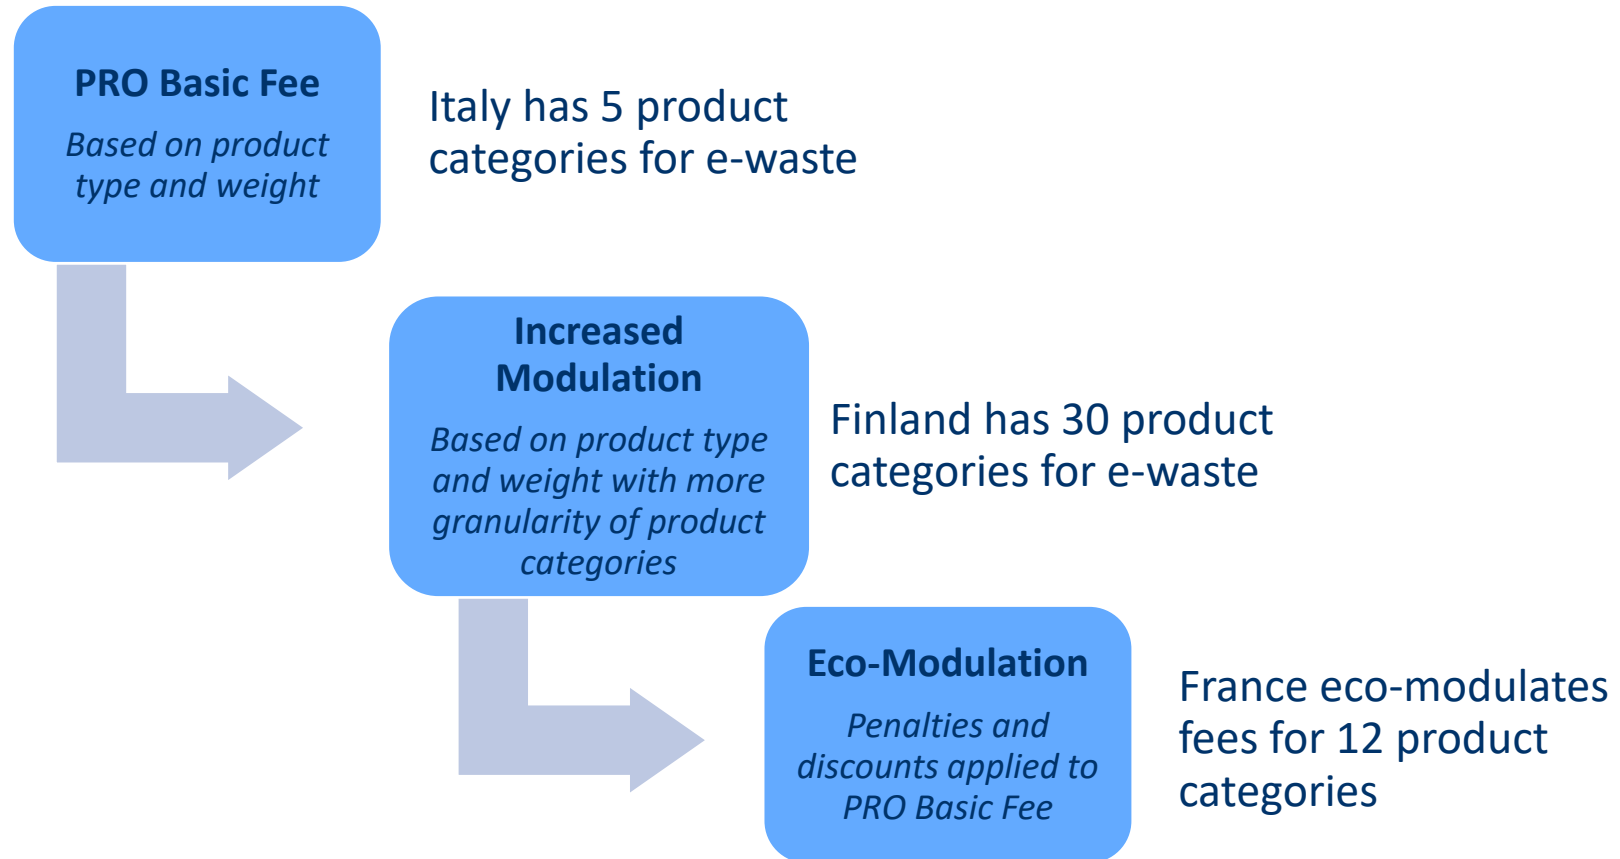 PRO Basic Fee
Based on product
type and weight
Italy has 5 product
categories for e-waste
Increased
Modulation
Based on product type
and weight with more
granularity of product
categories
Finland has 30 product
categories for e-waste
Eco-Modulation
Penalties and
discounts applied to
PRO Basic Fee
France eco-modulates
fees for 12 product
categories